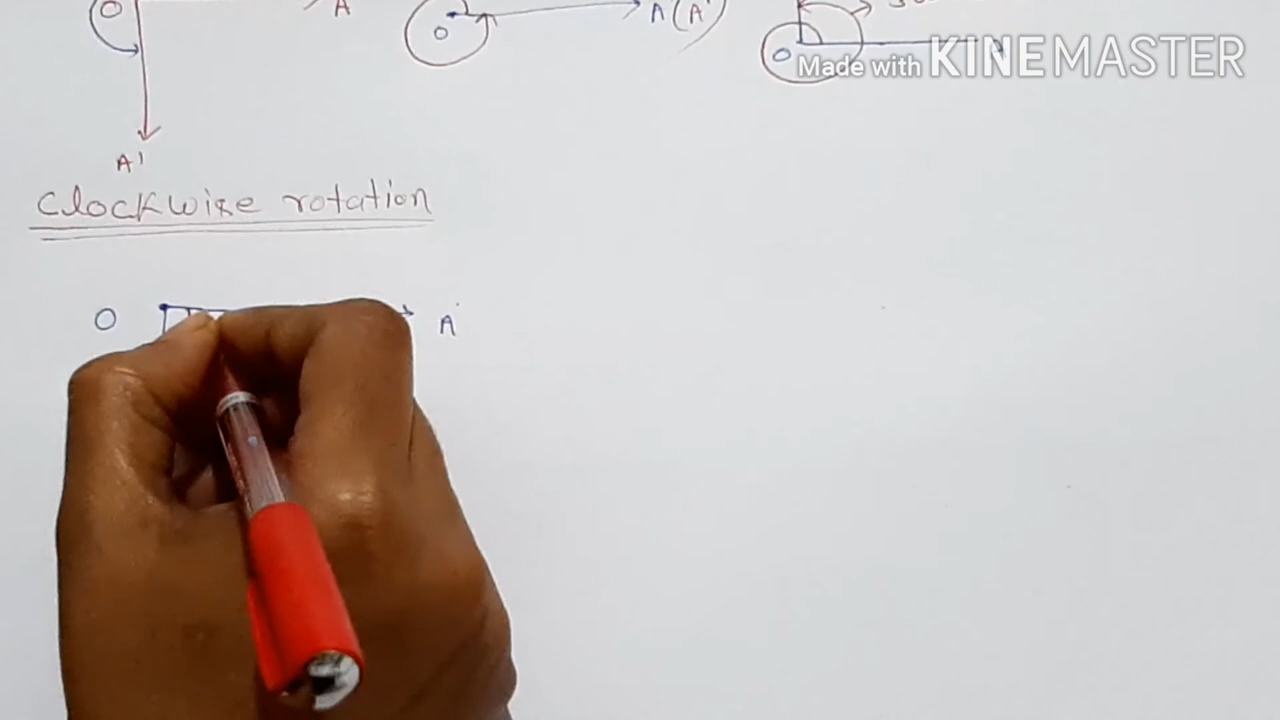 O A O A(A') O
Made with KINEMASTER
A'
Clockwise rotation
O A